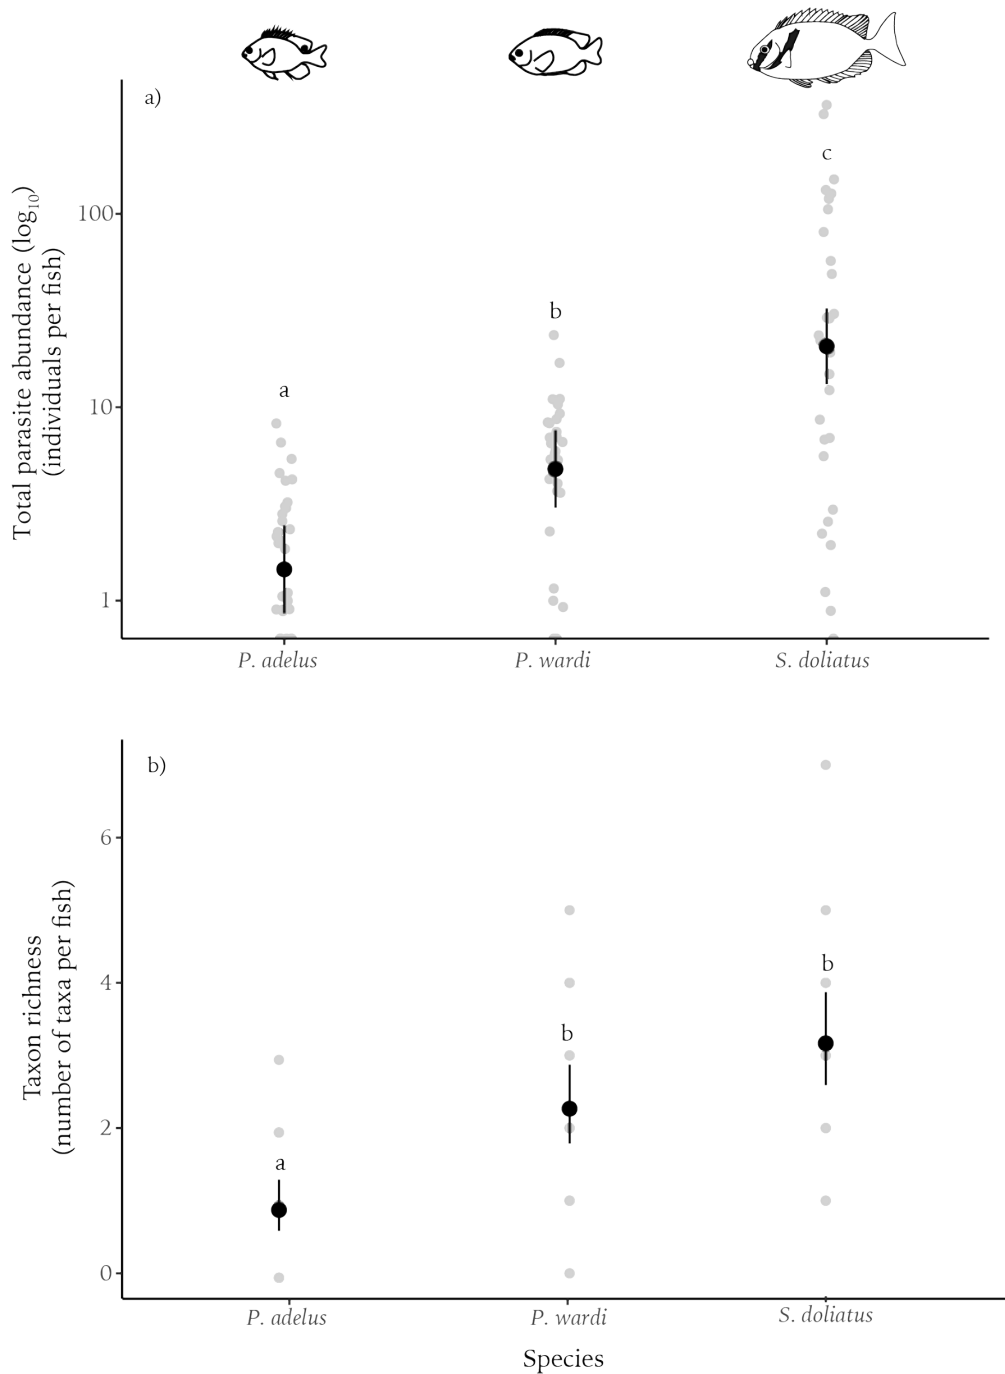 a)
c
100
b
a
10
1
Total parasite abundance (log₁₀)
(individuals per fish)
P. adelus
P. wardi
S. doliatus
b)
6
4
b
b
2
a
0
Taxon richness
(number of taxa per fish)
P. adelus
P. wardi
S. doliatus
Species